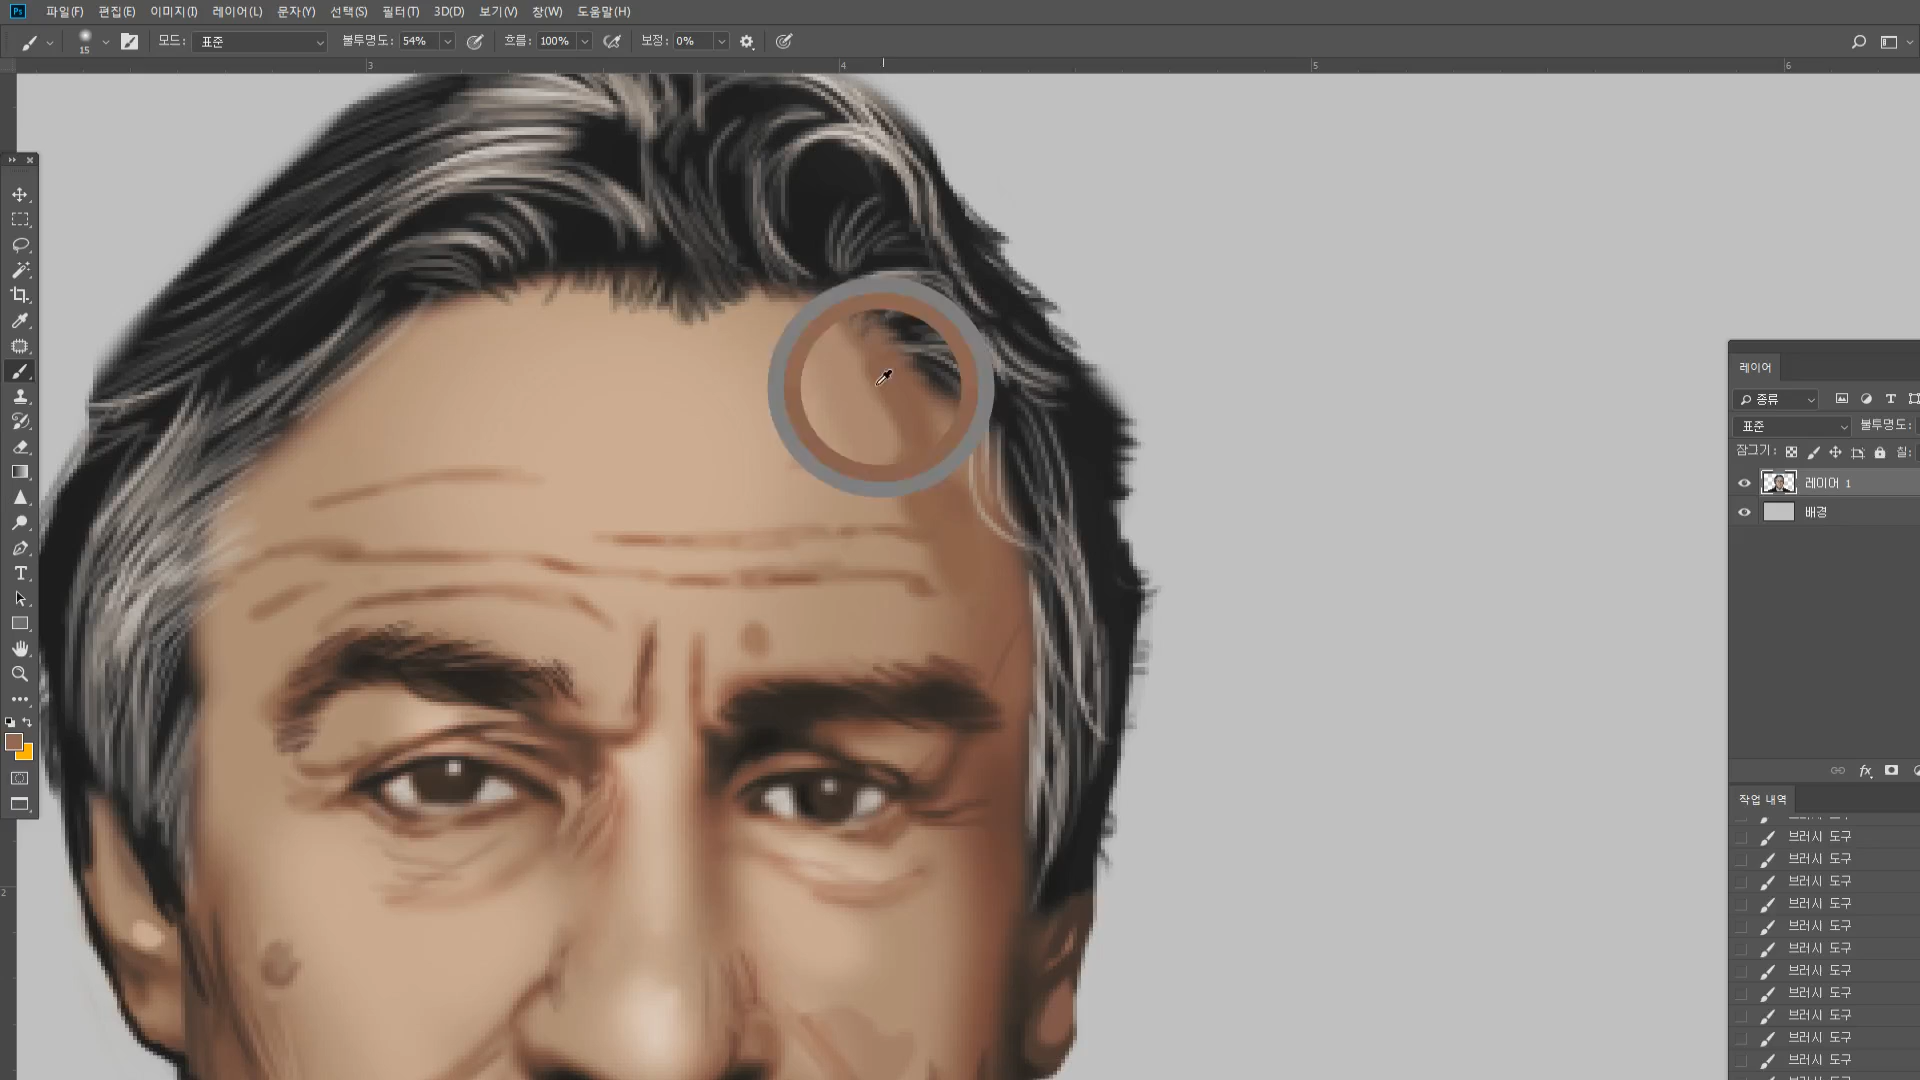 Ps 파일(F) 편집(E) 이미지(I) 레이어(L) 문자(Y) 선택(S) 필터(T) 3D(D) 보기(V) 창(W) 도움말(H)
15 모드: 표준 불투명도: 54% 흐름: 100% 보정: 0%
3 4 5 6
레이어
종류
표준 불투명도:
잠그기: 칠:
레이어 1
배경
fx
작업 내역
브러시 도구
브러시 도구
브러시 도구
브러시 도구
브러시 도구
브러시 도구
브러시 도구
브러시 도구
브러시 도구
브러시 도구
브러시 도구
2